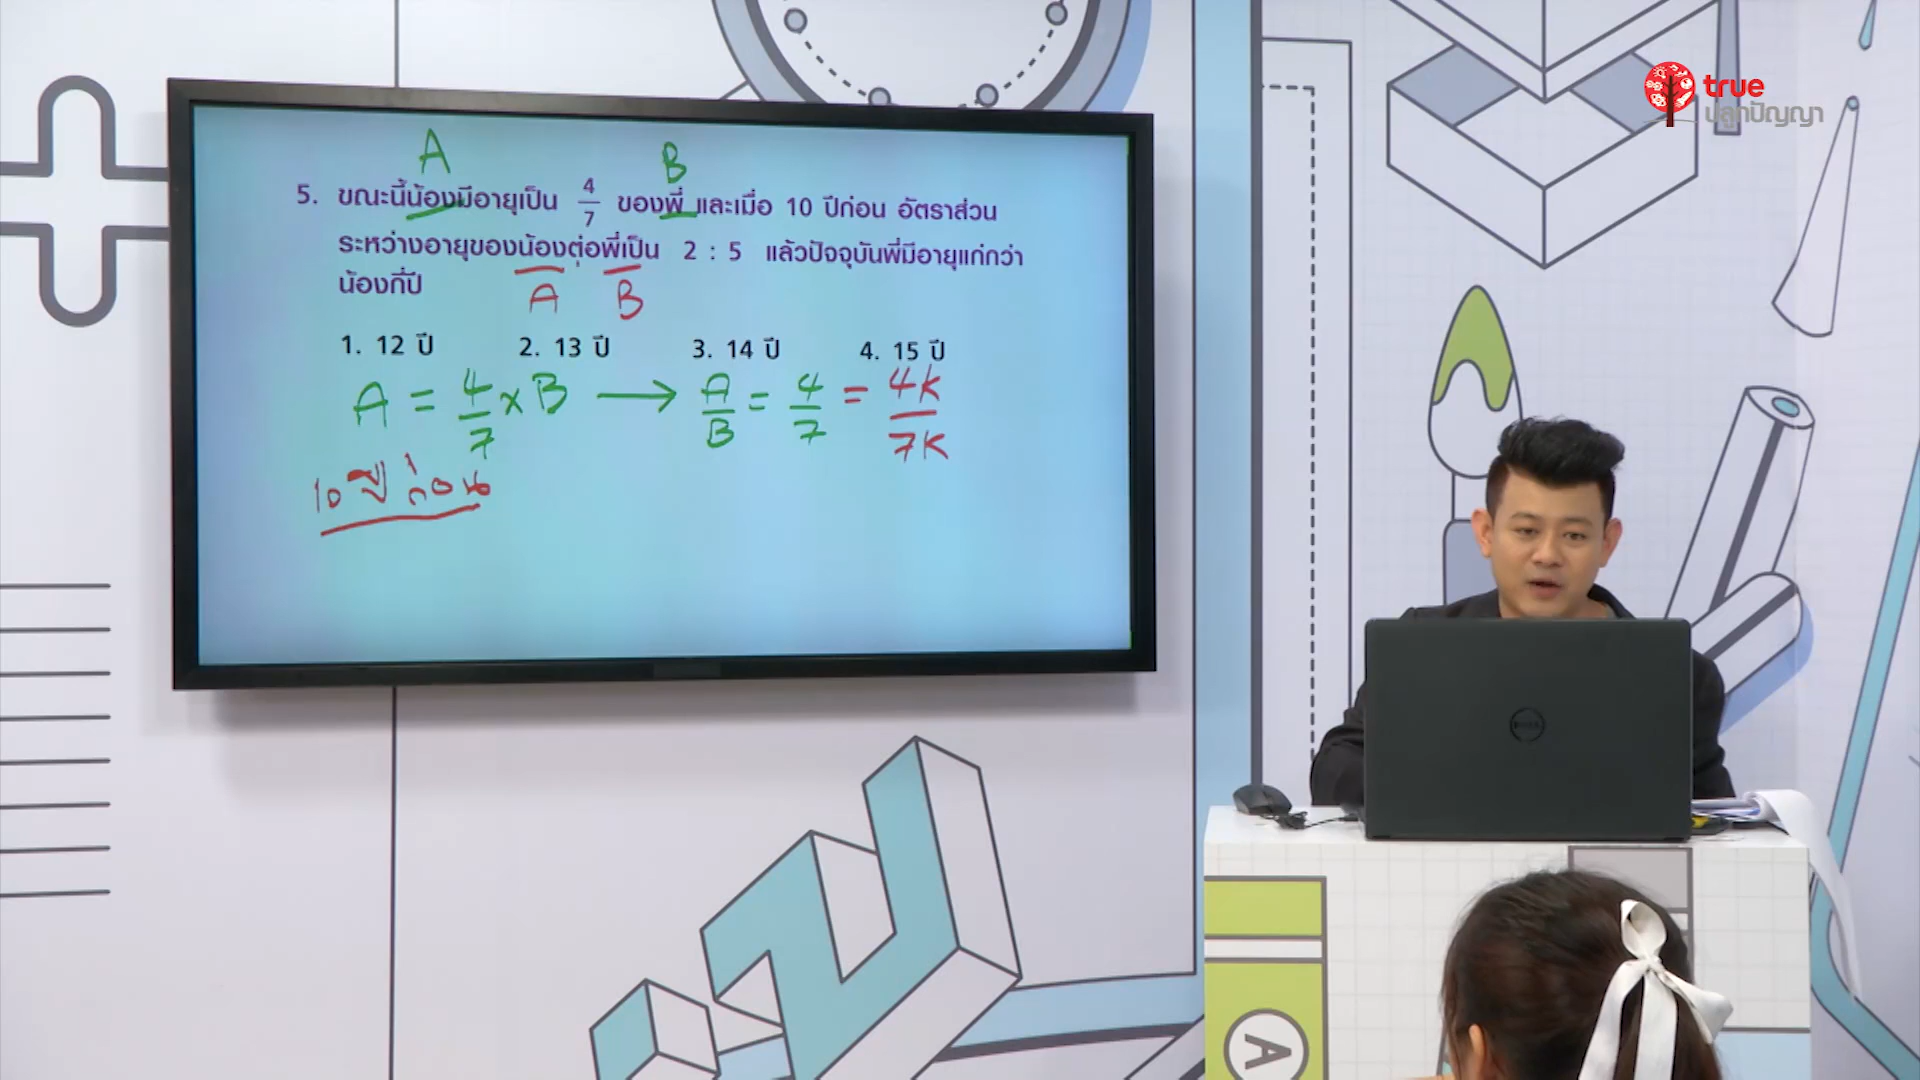 true
ปลูกปัญญา
A B
5. ขณะนี้น้องมีอายุเป็น 4/7 ของพี่ และเมื่อ 10 ปีก่อน อัตราส่วน
ระหว่างอายุของน้องต่อพี่เป็น 2 : 5 แล้วปัจจุบันพี่มีอายุแก่กว่า
น้องกี่ปี
A B
1. 12 ปี 2. 13 ปี 3. 14 ปี 4. 15 ปี
A = 4/7 × B → A/B = 4/7 = 4K/7K
10 ปี ก่อน
DELL
A